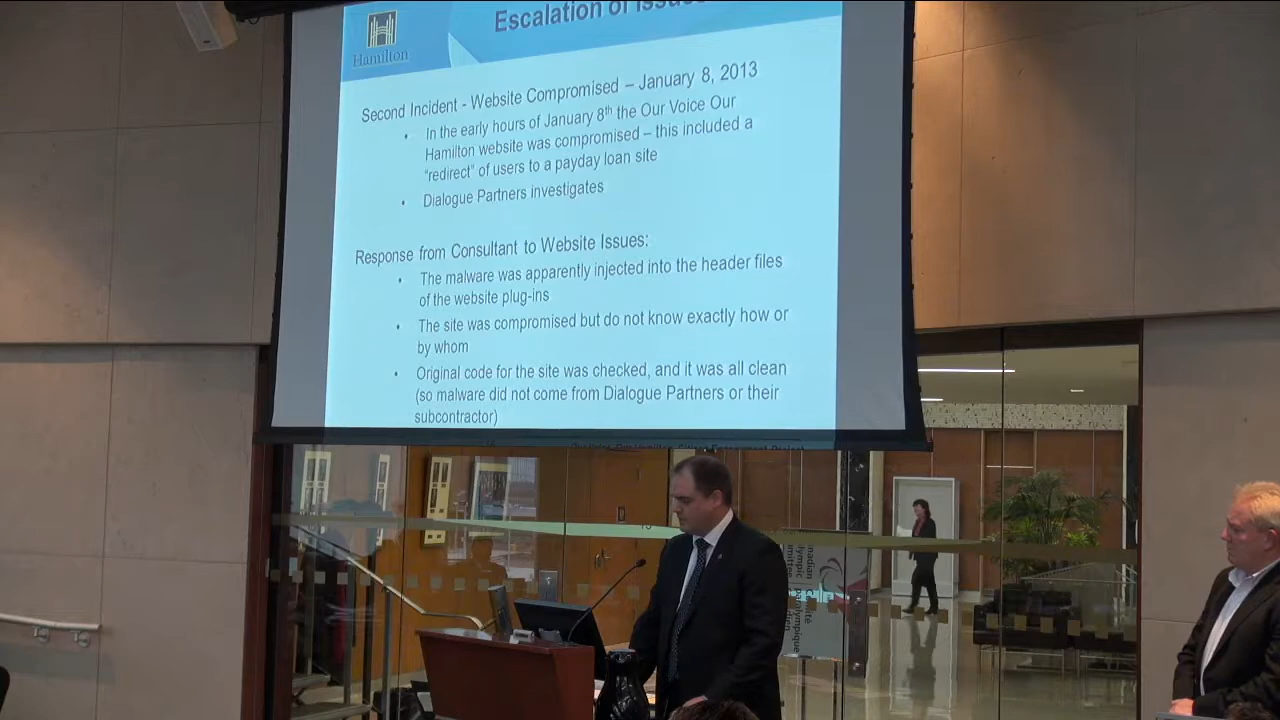 Escalation of Issues
Hamilton
Second Incident - Website Compromised – January 8, 2013
• In the early hours of January 8th the Our Voice Our
Hamilton website was compromised – this included a
“redirect” of users to a payday loan site
• Dialogue Partners investigates
Response from Consultant to Website Issues:
• The malware was apparently injected into the header files
of the website plug-ins
• The site was compromised but do not know exactly how or
by whom
• Original code for the site was checked, and it was all clean
(so malware did not come from Dialogue Partners or their
subcontractor)